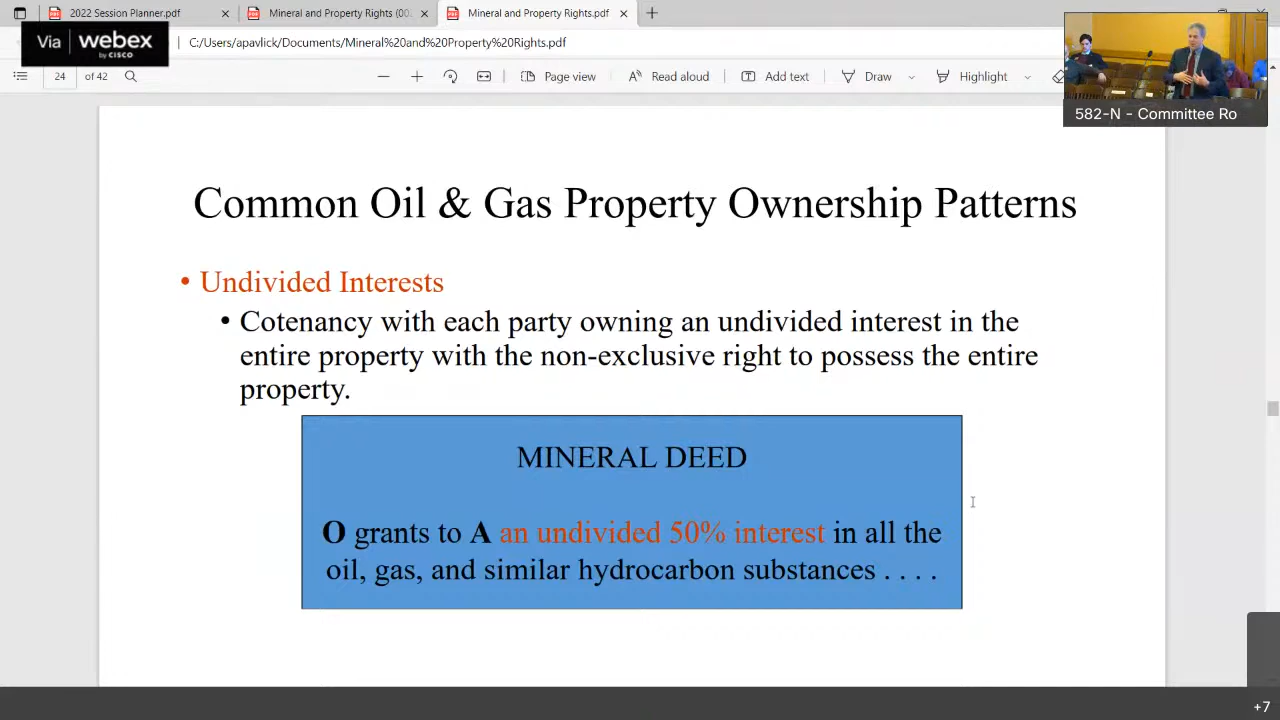 2022 Session Planner.pdf
Mineral and Property Rights (00.
Mineral and Property Rights.pdf
Via webex
by CISCO
C:/Users/apavlick/Documents/Mineral%20and%20Property%20Rights.pdf
24 of 42
Page view
Read aloud
Add text
Draw
Highlight
582-N - Committee Ro
Common Oil & Gas Property Ownership Patterns
• Undivided Interests
• Cotenancy with each party owning an undivided interest in the
entire property with the non-exclusive right to possess the entire
property.
MINERAL DEED
O grants to A an undivided 50% interest in all the
oil, gas, and similar hydrocarbon substances . . . .
+7